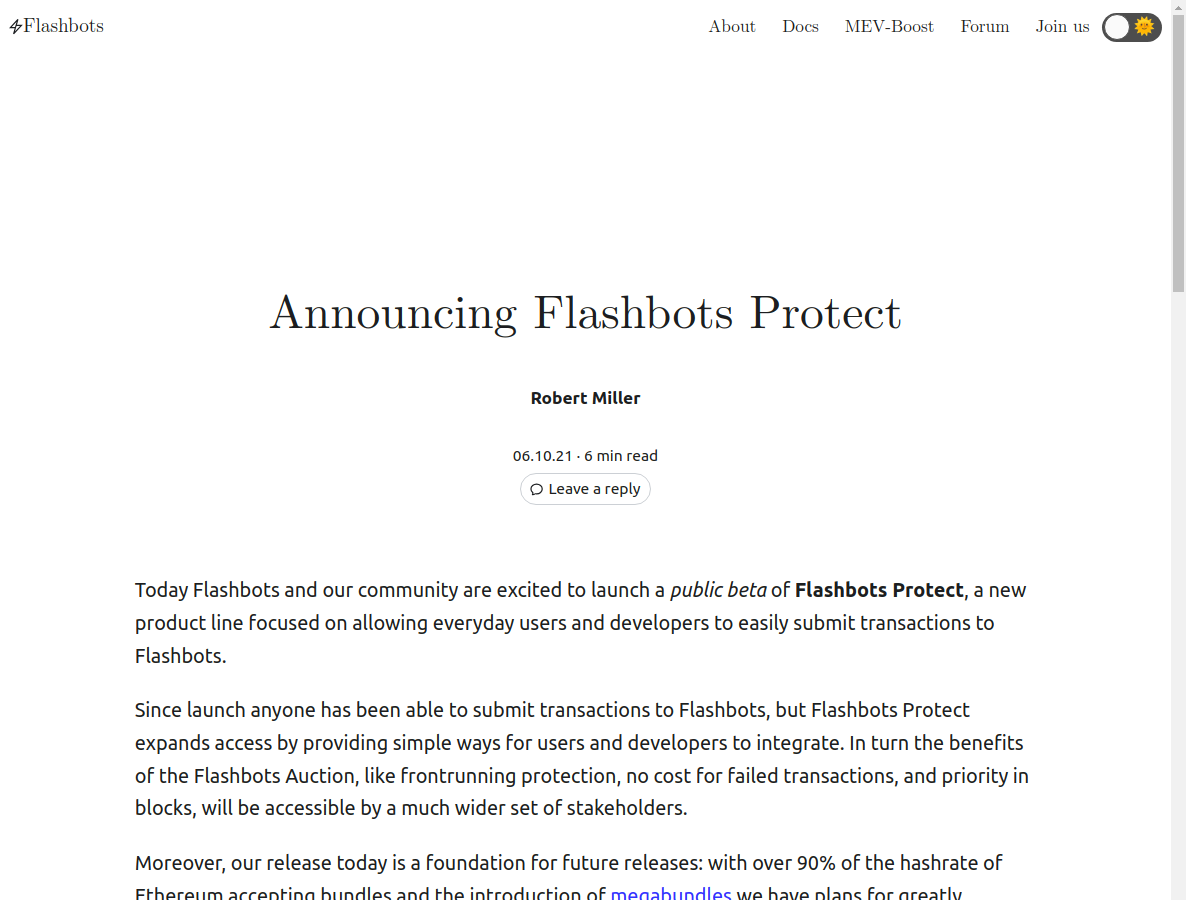 Flashbots
About Docs MEV-Boost Forum Join us
Announcing Flashbots Protect
Robert Miller
06.10.21 · 6 min read
Leave a reply
Today Flashbots and our community are excited to launch a public beta of Flashbots Protect, a new
product line focused on allowing everyday users and developers to easily submit transactions to
Flashbots.
Since launch anyone has been able to submit transactions to Flashbots, but Flashbots Protect
expands access by providing simple ways for users and developers to integrate. In turn the benefits
of the Flashbots Auction, like frontrunning protection, no cost for failed transactions, and priority in
blocks, will be accessible by a much wider set of stakeholders.
Moreover, our release today is a foundation for future releases: with over 90% of the hashrate of
Ethereum accepting bundles and the introduction of megabundles we have plans for greatly